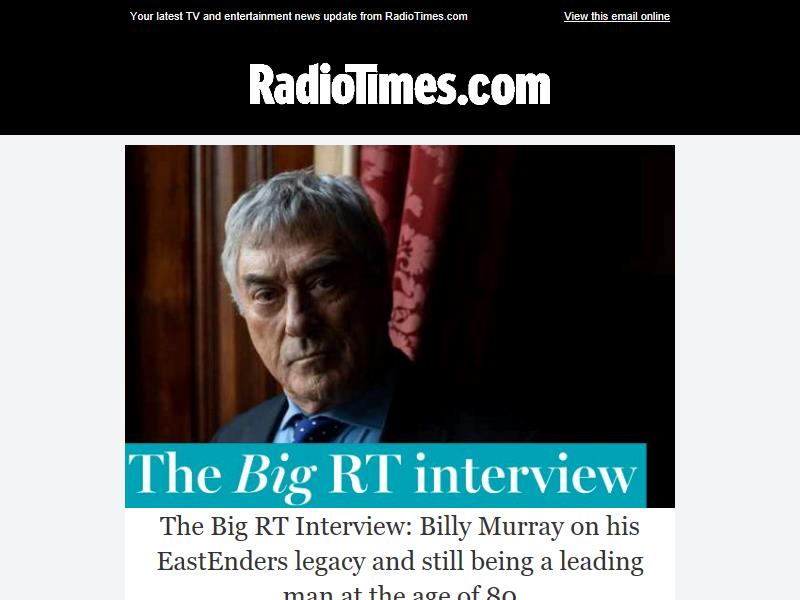 Your latest TV and entertainment news update from RadioTimes.com
View this email online
RadioTimes.com
The Big RT interview
The Big RT Interview: Billy Murray on his
EastEnders legacy and still being a leading
man at the age of 80